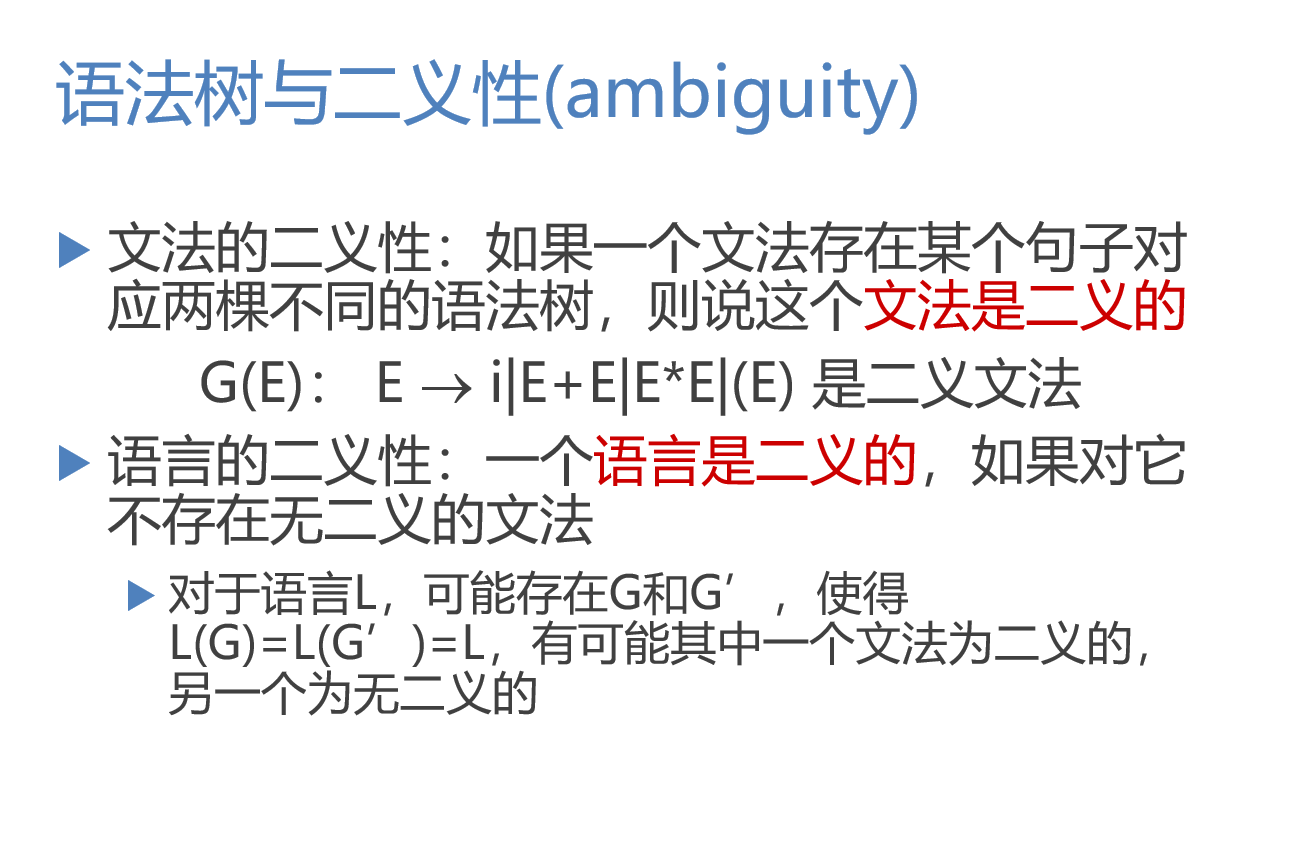 语法树与二义性(ambiguity)
文法的二义性：如果一个文法存在某个句子对
应两棵不同的语法树，则说这个文法是二义的
G(E)： E → i|E+E|E*E|(E) 是二义文法
语言的二义性：一个语言是二义的，如果对它
不存在无二义的文法
对于语言L，可能存在G和G′，使得
L(G)=L(G′)=L，有可能其中一个文法为二义的，
另一个为无二义的